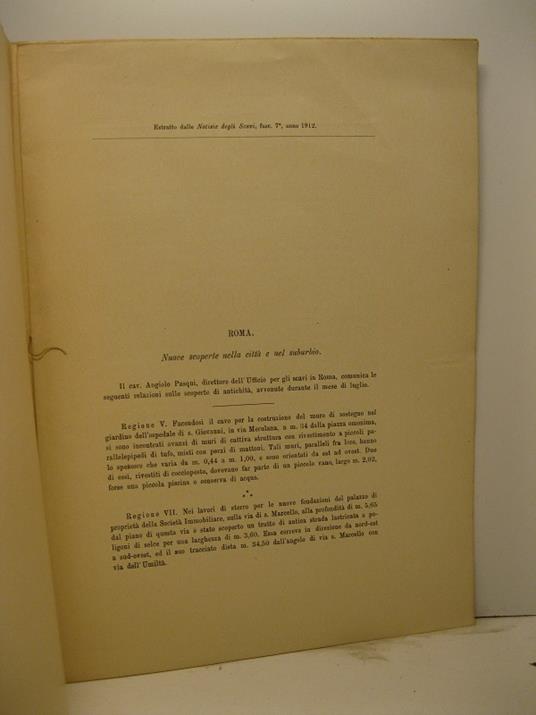 Estratto dalle Notizie degli Scavi, fasc. 7°, anno 1912.
ROMA.
Nuove scoperte nella città e nel suburbio.
Il cav. Angiolo Pasqui, direttore dell'Ufficio per gli scavi in Roma, comunica le
seguenti relazioni sulle scoperte di antichità, avvenute durante il mese di luglio.
Regione V. Facendosi il cavo per la costruzione del muro di sostegno nel
giardino dell'ospedale di s. Giovanni, in via Merulana, a m. 34 dalla piazza omonima,
si sono incontrati avanzi di muri di cattiva struttura con rivestimento a piccoli pa-
rallelepipedi di tufo, misti con pezzi di mattoni. Tali muri, paralleli fra loro, hanno
lo spessore che varia da m. 0,44 a m. 1,00, e sono orientati da est ad ovest. Due
di essi, rivestiti di cocciopesto, dovevano far parte di un piccolo vano, largo m. 2,02,
forse una piccola piscina o conserva di acqua.
Regione VII. Nei lavori di sterro per le nuove fondazioni del palazzo di
proprietà della Società Immobiliare, sulla via di s. Marcello, alla profondità di m. 5,65
dal piano di questa via è stato scoperto un tratto di antica strada lastricata a po-
ligoni di selce per una larghezza di m. 3,60. Essa correva in direzione da nord-est
a sud-ovest, ed il suo tracciato dista m. 34,50 dall'angolo di via s. Marcello con
via dell'Umiltà.